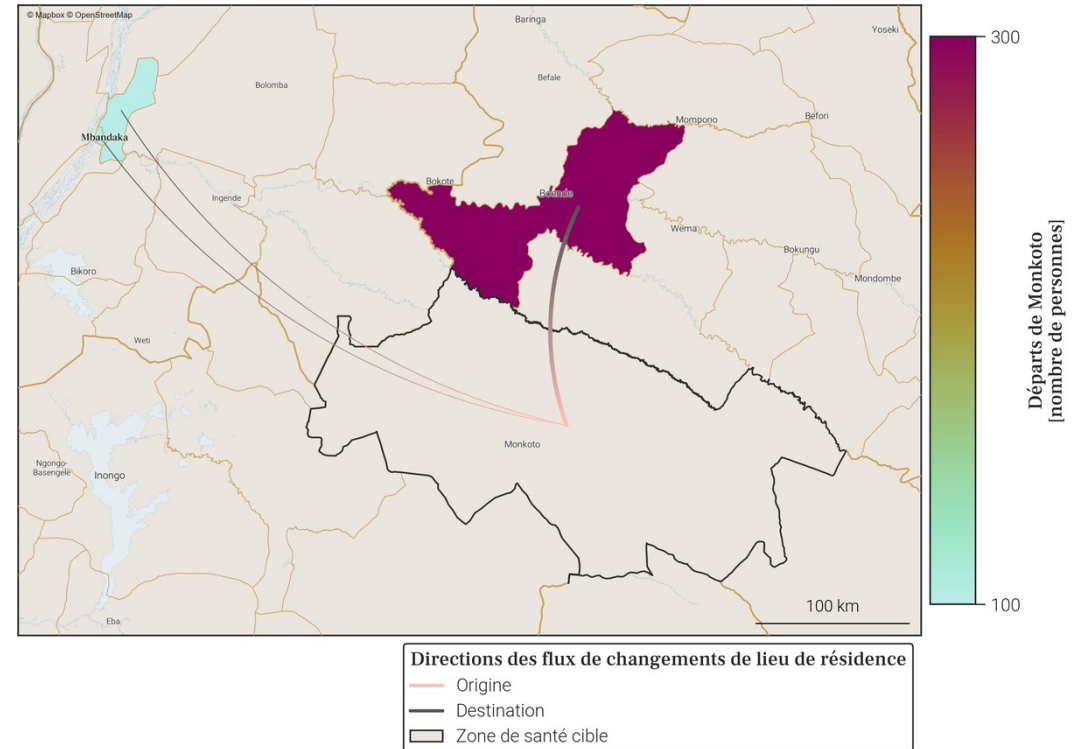 © Mapbox © OpenStreetMap
Baringa
Yoseki
300
Bolomba
Befale
Mompono
Befori
Mbandaka
Bokote
Boende
Ingende
Wema
Bokungu
Bikoro
Mondombe
Weti
Monkoto
Ngongo-
Basengele
Inongo
100 km
100
Eba
Départs de Monkoto
[nombre de personnes]
Directions des flux de changements de lieu de résidence
Origine
Destination
Zone de santé cible